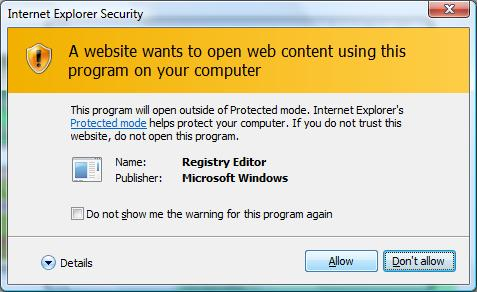 Internet Explorer Security
A website wants to open web content using this
program on your computer
This program will open outside of Protected mode. Internet Explorer's
Protected mode helps protect your computer. If you do not trust this
website, do not open this program.
Name: Registry Editor
Publisher: Microsoft Windows
Do not show me the warning for this program again
Details
Allow
Don't allow